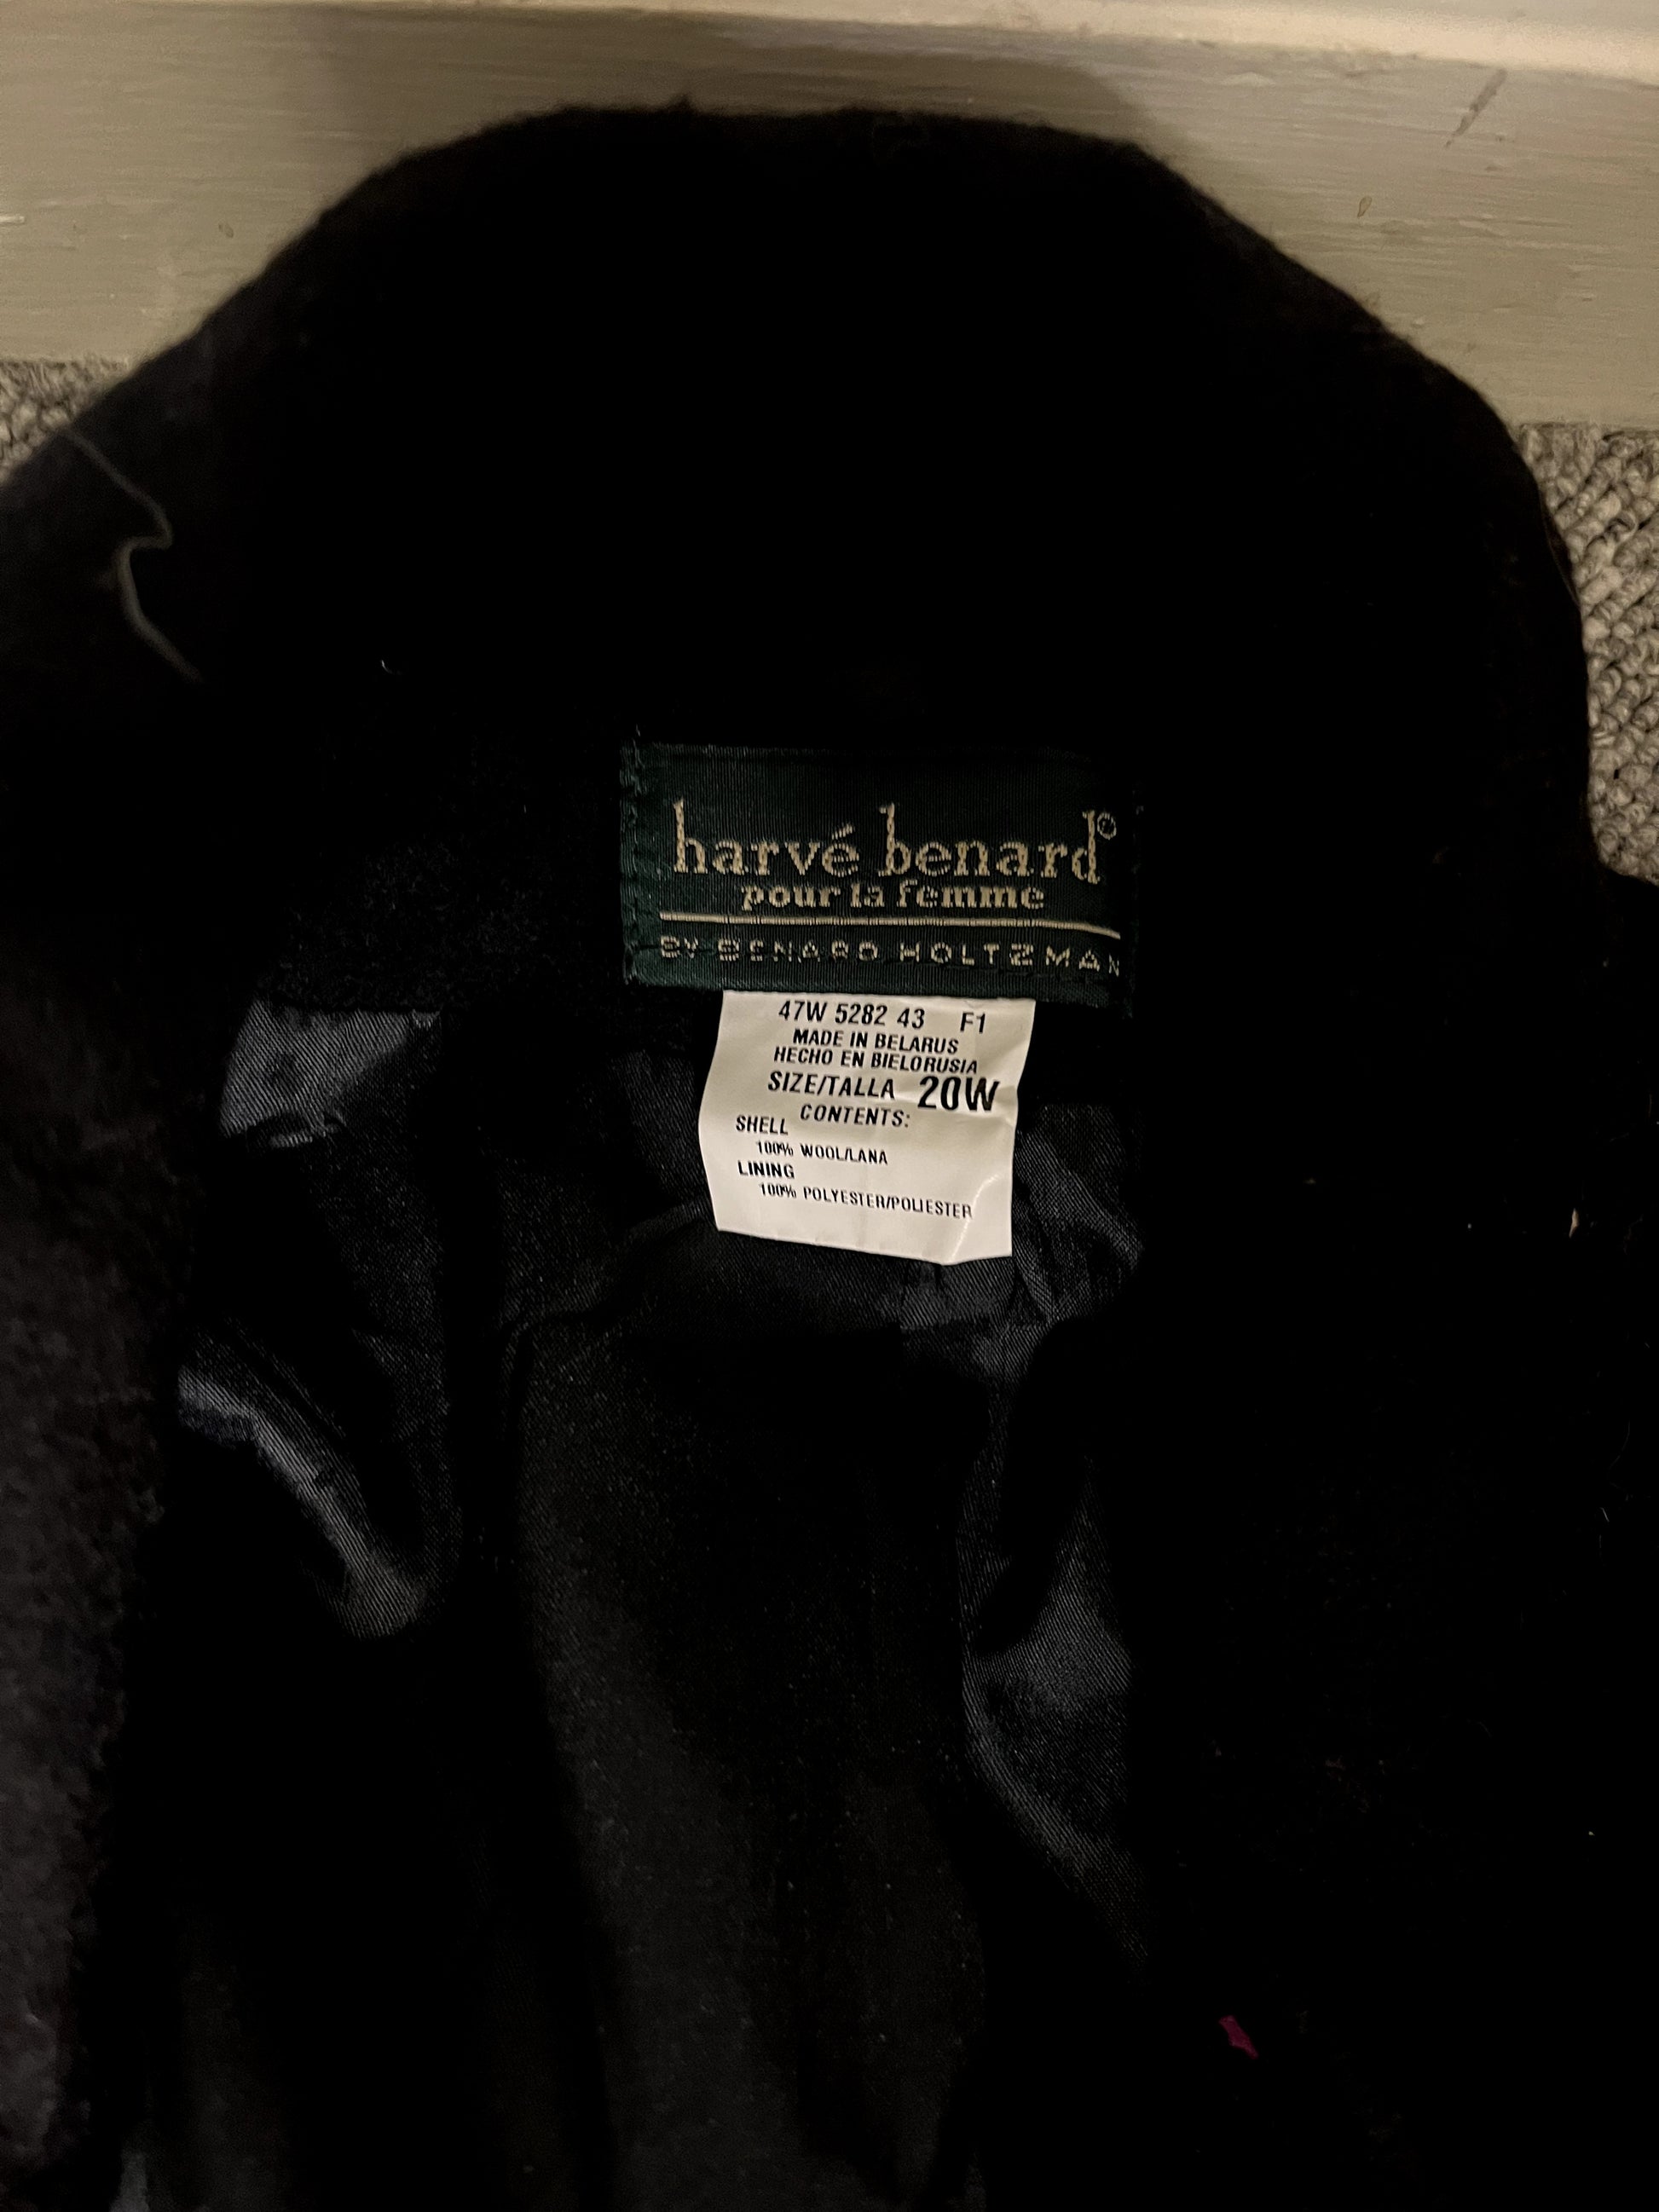 harvé benard®
pour la femme
BY BENARD HOLTZMAN
47W 5282 43 F1
MADE IN BELARUS
HECHO EN BIELORUSIA
SIZE/TALLA 20W
CONTENTS:
SHELL
100% WOOL/LANA
LINING
100% POLYESTER/POLIESTER